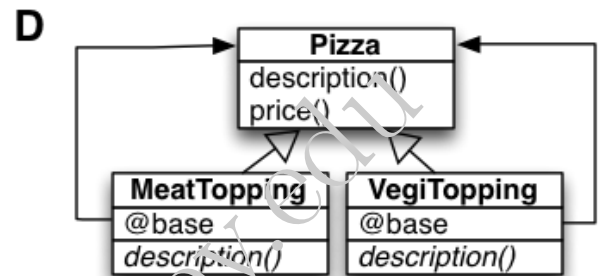 D
Pizza
description()
price()
MeatTopping
@base
description()
VegiTopping
@base
description()